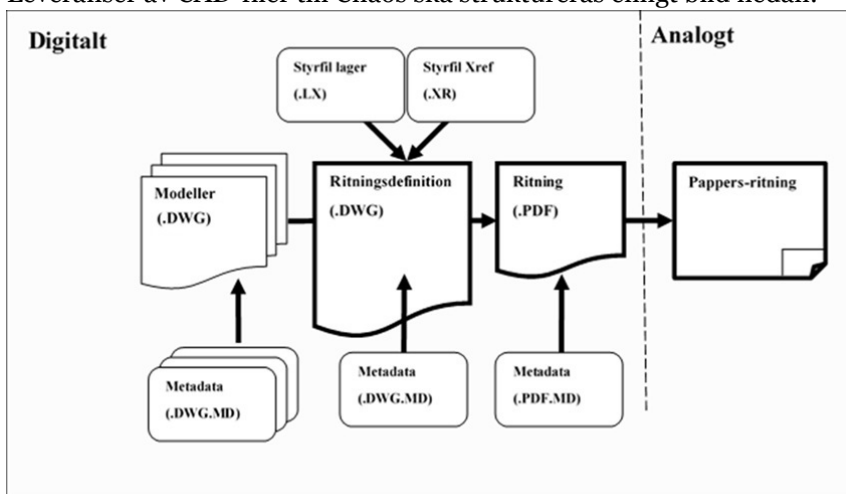 Leveranser av CAD-filer till Chaos ska struktureras enligt bild nedan.
Digitalt
Analogt
Styrfil lager
(.LX)
Styrfil Xref
(.XR)
Modeller
(.DWG)
Ritningsdefinition
(.DWG)
Ritning
(.PDF)
Pappers-ritning
Metadata
(.DWG.MD)
Metadata
(.DWG.MD)
Metadata
(.PDF.MD)